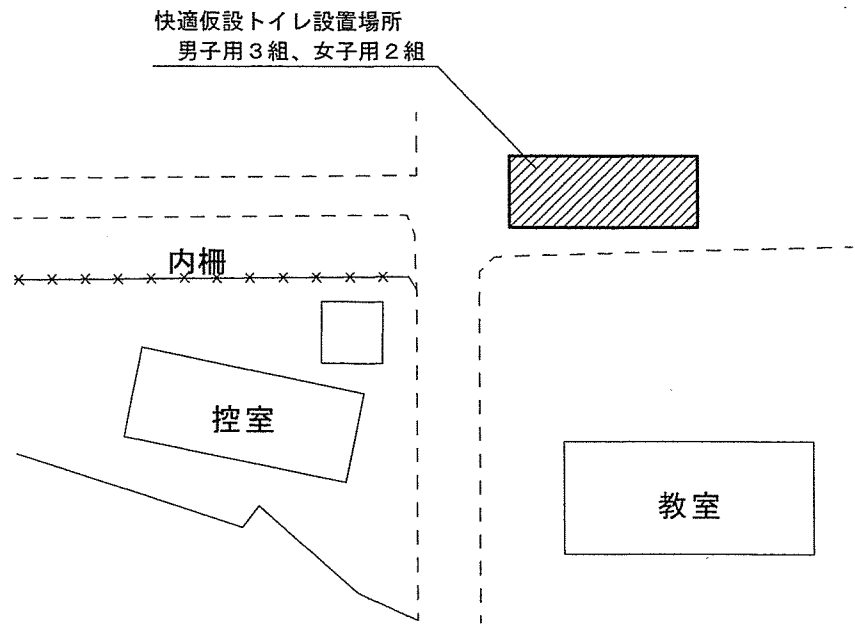 快適仮設トイレ設置場所
男子用３組、女子用２組
内柵
控室
教室